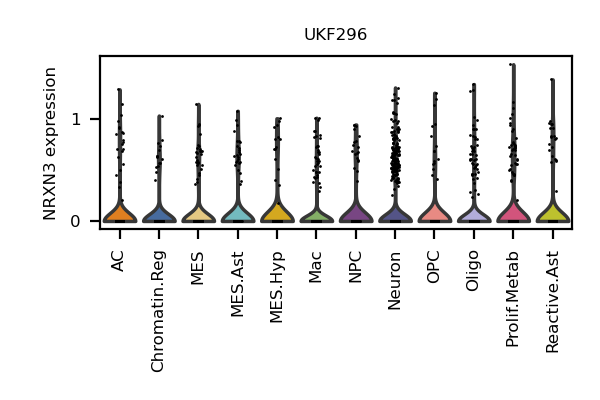 UKF296
NRXN3 expression
1
0
AC
Chromatin.Reg
MES
MES.Ast
MES.Hyp
Mac
NPC
Neuron
OPC
Oligo
Prolif.Metab
Reactive.Ast